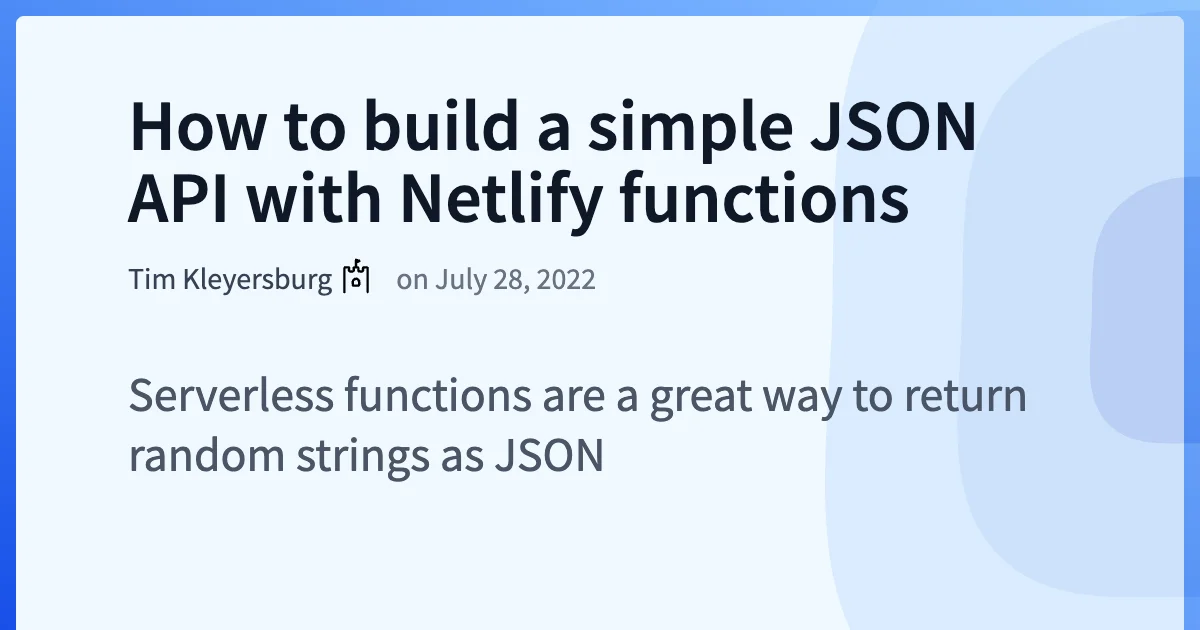 How to build a simple JSON
API with Netlify functions
Tim Kleyersburg on July 28, 2022
Serverless functions are a great way to return
random strings as JSON